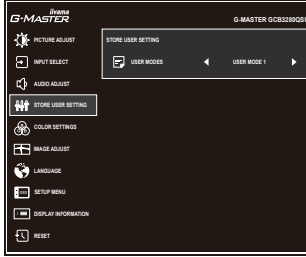 iiyama
G-MASTER
G-MASTER GCB3280QSU
PICTURE ADJUST
INPUT SELECT
AUDIO ADJUST
STORE USER SETTING
COLOR SETTINGS
IMAGE ADJUST
LANGUAGE
SETUP MENU
DISPLAY INFORMATION
RESET
STORE USER SETTING
USER MODES
USER MODE 1